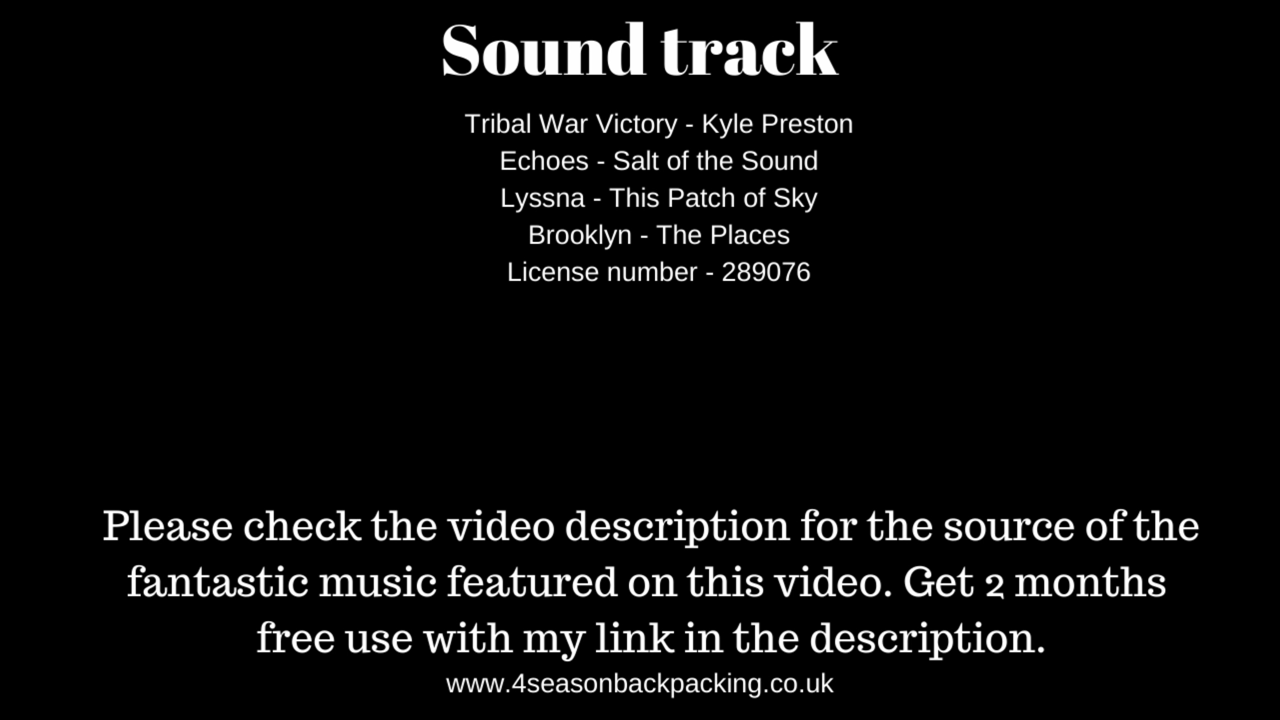 Sound track
Tribal War Victory - Kyle Preston
Echoes - Salt of the Sound
Lyssna - This Patch of Sky
Brooklyn - The Places
License number - 289076
Please check the video description for the source of the
fantastic music featured on this video. Get 2 months
free use with my link in the description.
www.4seasonbackpacking.co.uk